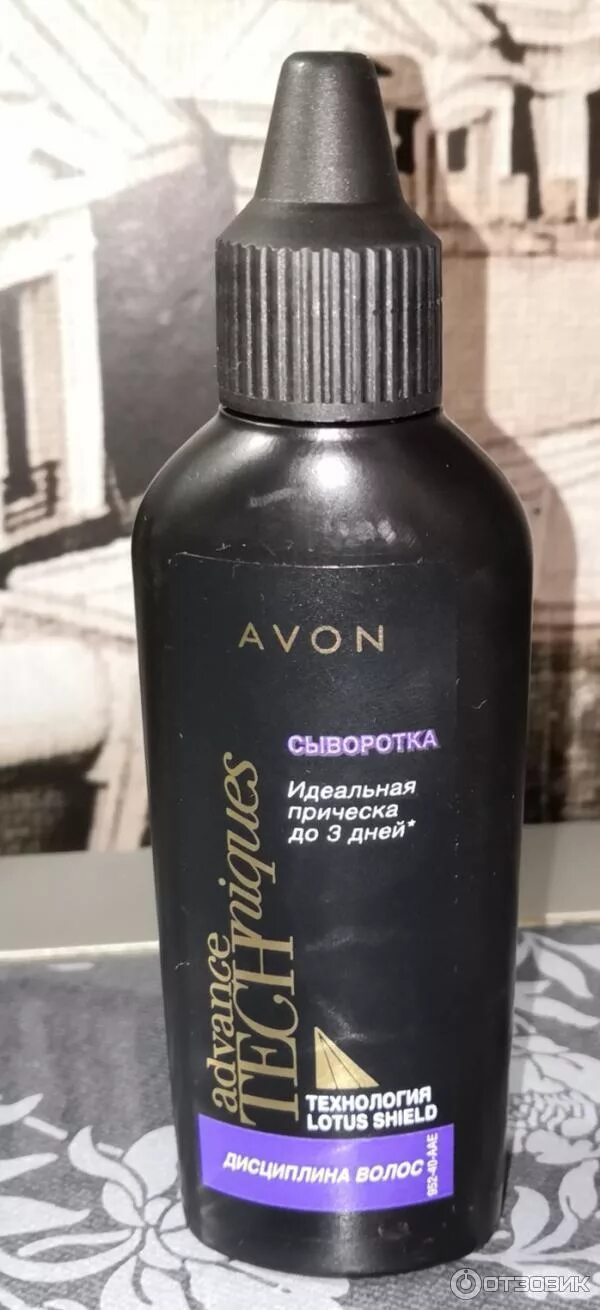 AVON
СЫВОРОТКА
Идеальная
прическа
до 3 дней*
advance
TECHniques
ТЕХНОЛОГИЯ
LOTUS SHIELD
ДИСЦИПЛИНА ВОЛОС
952-40-AAE
ОТЗОВИК